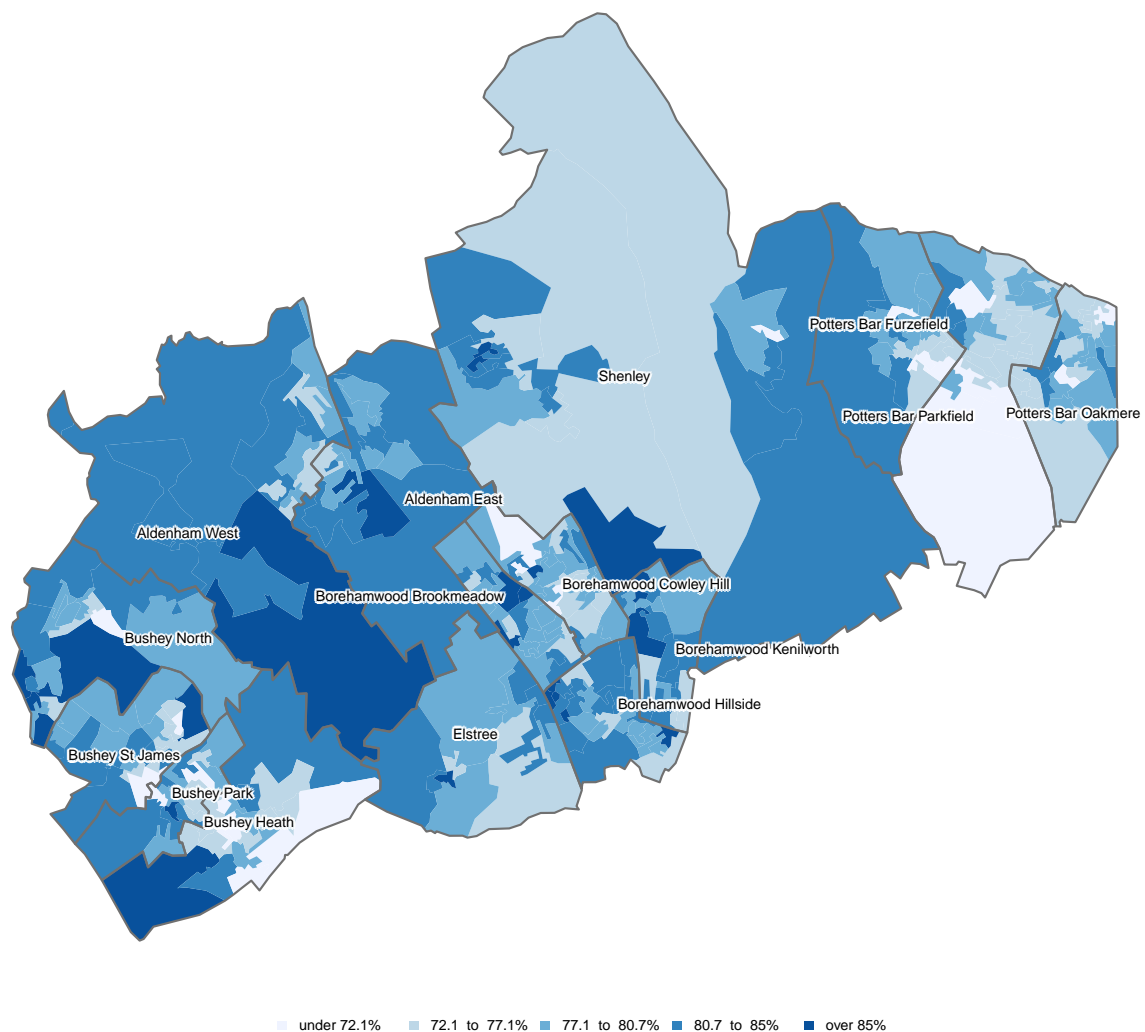 Potters Bar Furzefield
Shenley
Potters Bar Parkfield
Potters Bar Oakmere
Aldenham East
Aldenham West
Borehamwood Cowley Hill
Borehamwood Brookmeadow
Bushey North
Borehamwood Kenilworth
Borehamwood Hillside
Elstree
Bushey St James
Bushey Park
Bushey Heath
under 72.1% 72.1 to 77.1% 77.1 to 80.7% 80.7 to 85% over 85%